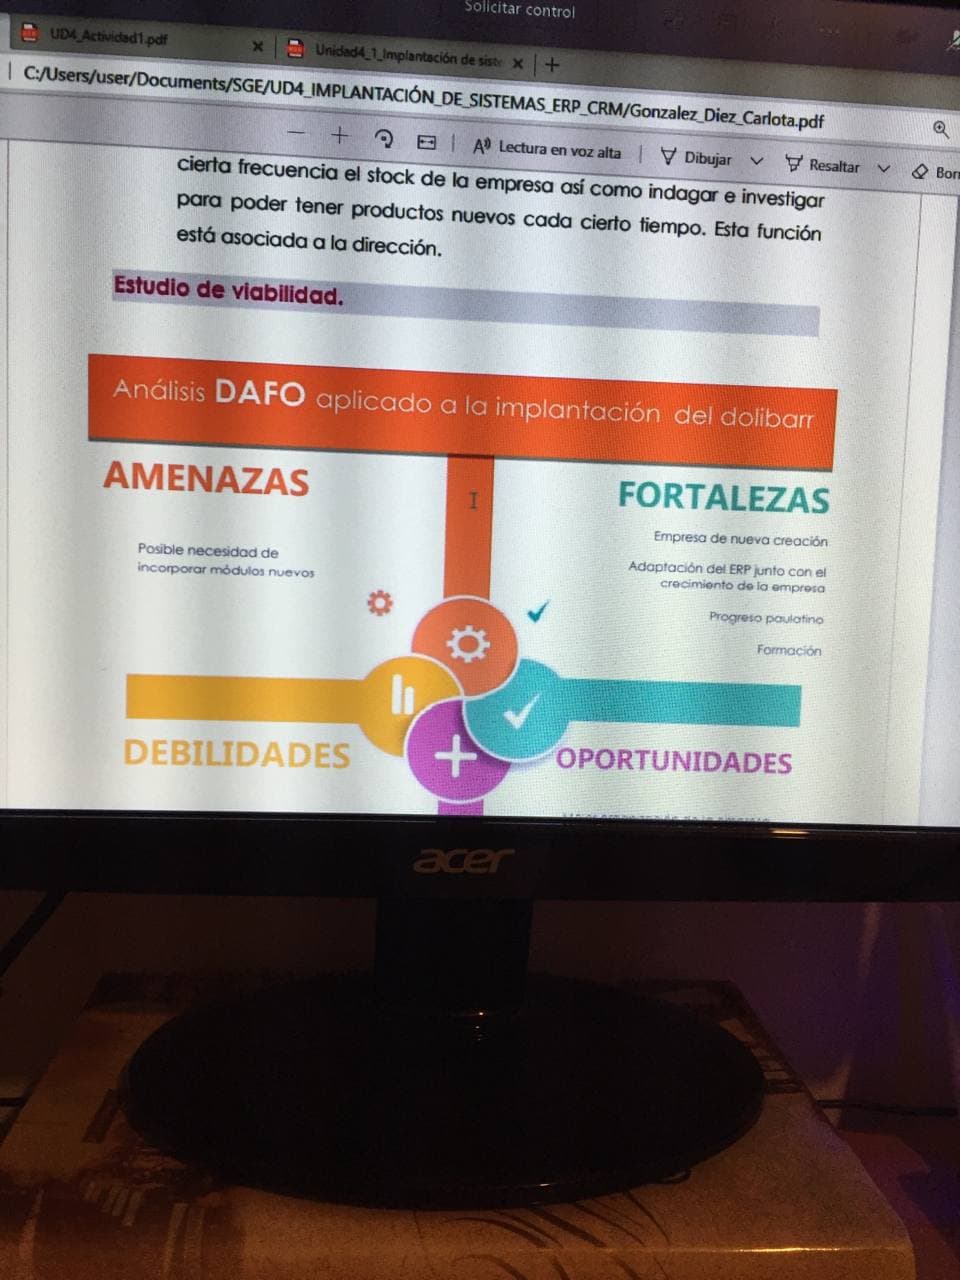 Solicitar control
UD4_Actividad1.pdf
Unidad4_1_Implantación de siste
C:/Users/user/Documents/SGE/UD4_IMPLANTACIÓN_DE_SISTEMAS_ERP_CRM/Gonzalez_Diez_Carlota.pdf
Lectura en voz alta
Dibujar
Resaltar
Borr
cierta frecuencia el stock de la empresa así como indagar e investigar
para poder tener productos nuevos cada cierto tiempo. Esta función
está asociada a la dirección.
Estudio de viabilidad.
Análisis DAFO aplicado a la implantación del dolibarr
AMENAZAS
Posible necesidad de
incorporar módulos nuevos
FORTALEZAS
Empresa de nueva creación
Adaptación del ERP junto con el
crecimiento de la empresa
Progreso paulatino
Formación
DEBILIDADES
OPORTUNIDADES
acer